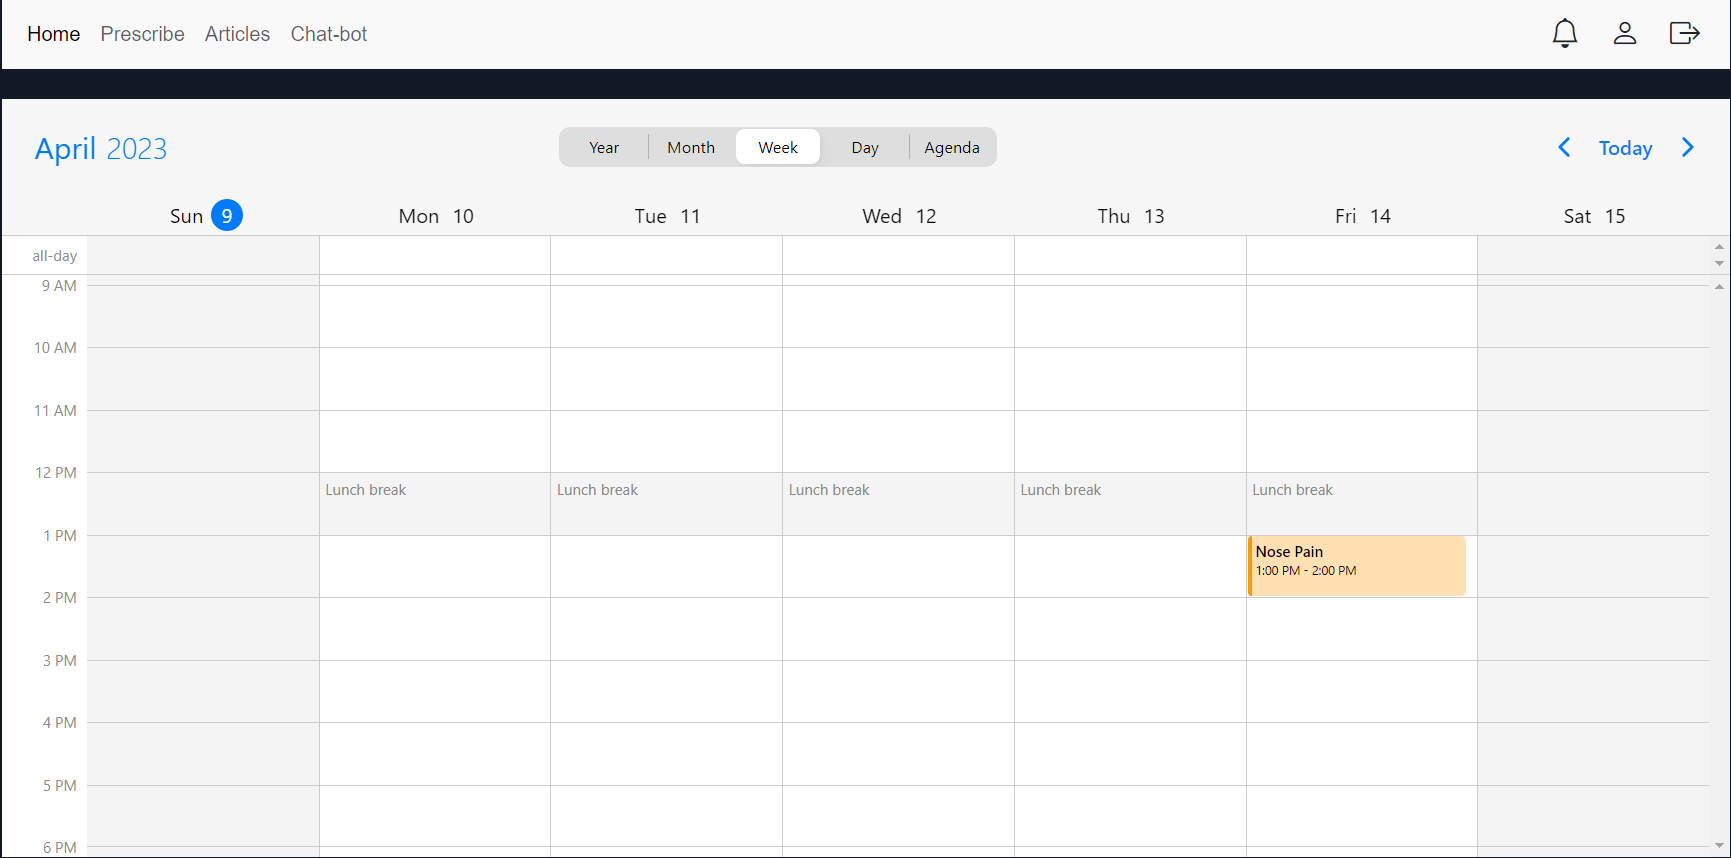 Home Prescribe Articles Chat-bot
April 2023
Year Month Week Day Agenda
Today
Sun 9 Mon 10 Tue 11 Wed 12 Thu 13 Fri 14 Sat 15
all-day
9 AM
10 AM
11 AM
12 PM
Lunch break Lunch break Lunch break Lunch break Lunch break
1 PM
Nose Pain
1:00 PM - 2:00 PM
2 PM
3 PM
4 PM
5 PM
6 PM